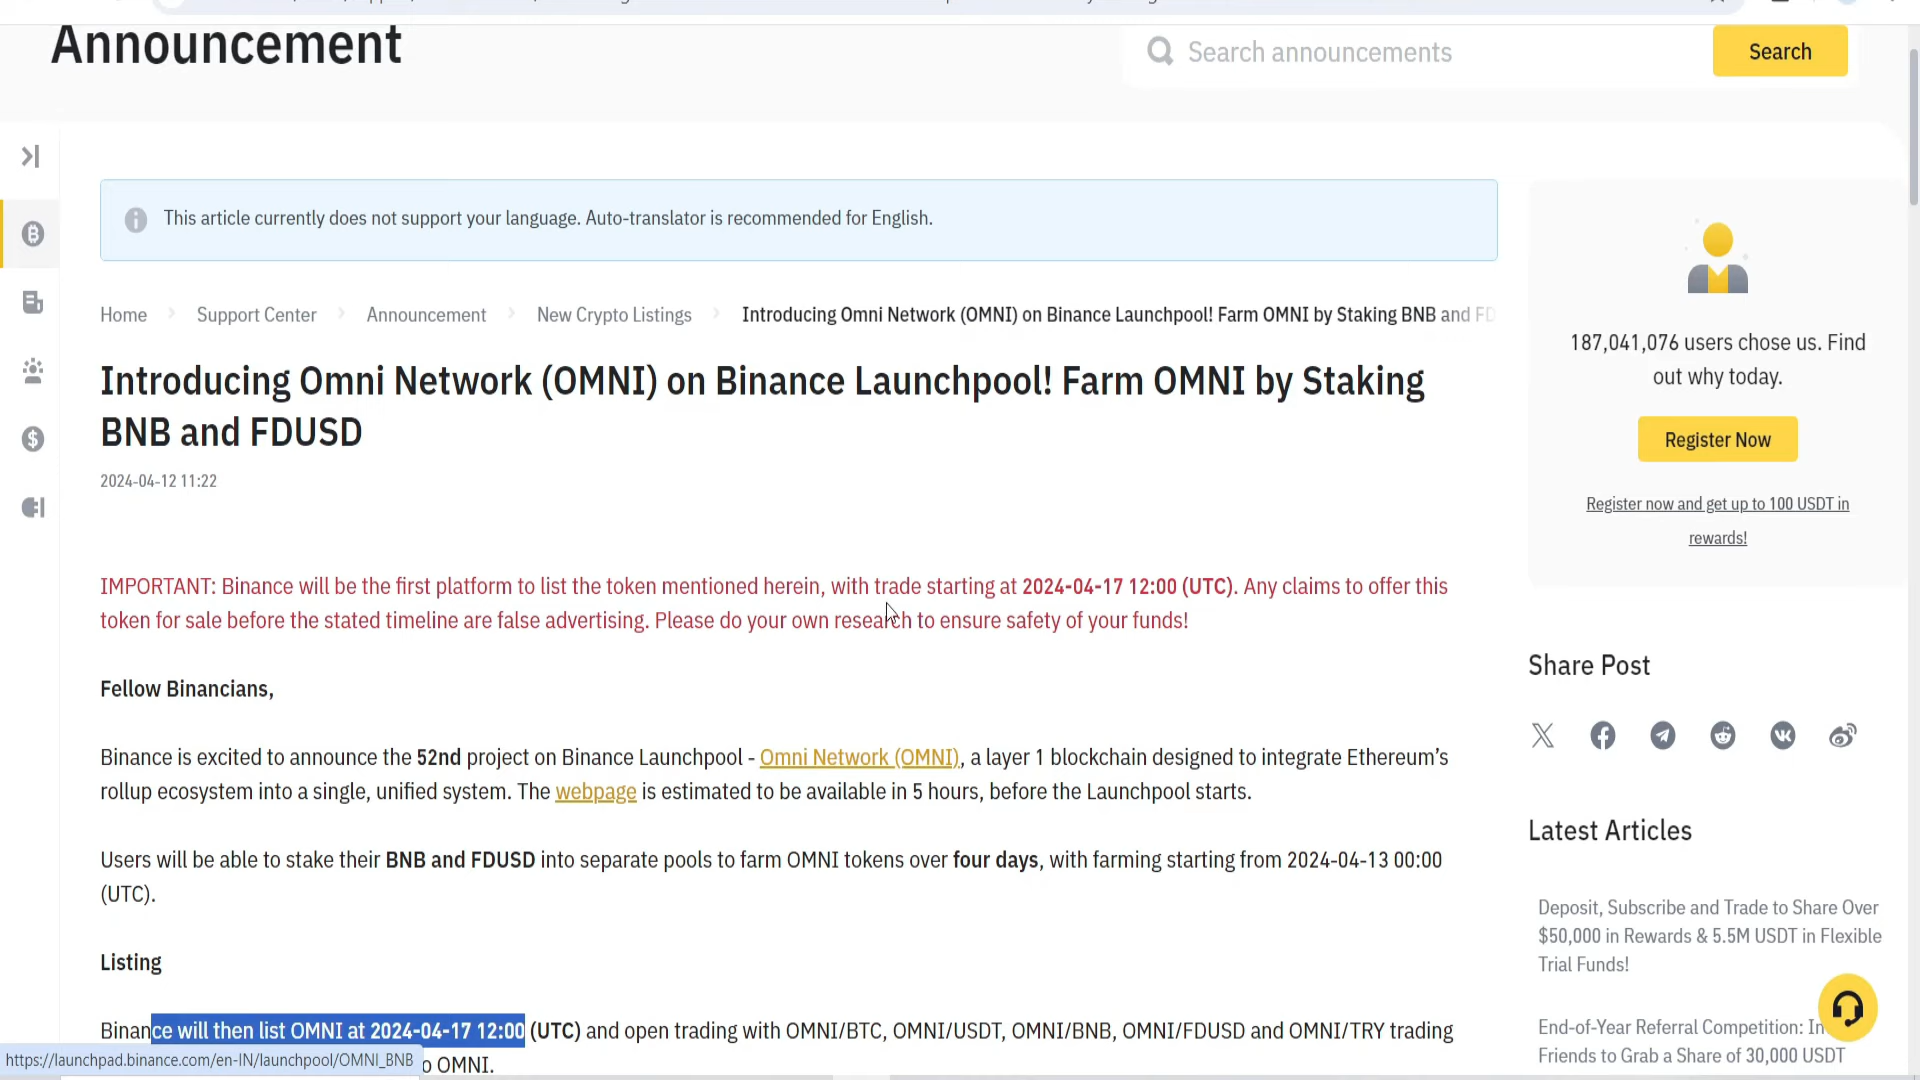 Announcement
Search announcements
Search
This article currently does not support your language. Auto-translator is recommended for English.
Home
Support Center
Announcement
New Crypto Listings
Introducing Omni Network (OMNI) on Binance Launchpool! Farm OMNI by Staking BNB and FD
Introducing Omni Network (OMNI) on Binance Launchpool! Farm OMNI by Staking
BNB and FDUSD
2024-04-12 11:22
IMPORTANT: Binance will be the first platform to list the token mentioned herein, with trade starting at 2024-04-17 12:00 (UTC). Any claims to offer this
token for sale before the stated timeline are false advertising. Please do your own research to ensure safety of your funds!
Fellow Binancians,
Binance is excited to announce the 52nd project on Binance Launchpool - Omni Network (OMNI), a layer 1 blockchain designed to integrate Ethereum's
rollup ecosystem into a single, unified system. The webpage is estimated to be available in 5 hours, before the Launchpool starts.
Users will be able to stake their BNB and FDUSD into separate pools to farm OMNI tokens over four days, with farming starting from 2024-04-13 00:00
(UTC).
Listing
Binance will then list OMNI at 2024-04-17 12:00 (UTC) and open trading with OMNI/BTC, OMNI/USDT, OMNI/BNB, OMNI/FDUSD and OMNI/TRY trading
o OMNI.
https://launchpad.binance.com/en-IN/launchpool/OMNI_BNB
187,041,076 users chose us. Find
out why today.
Register Now
Register now and get up to 100 USDT in
rewards!
Share Post
Latest Articles
Deposit, Subscribe and Trade to Share Over
$50,000 in Rewards & 5.5M USDT in Flexible
Trial Funds!
End-of-Year Referral Competition: In
Friends to Grab a Share of 30,000 USDT